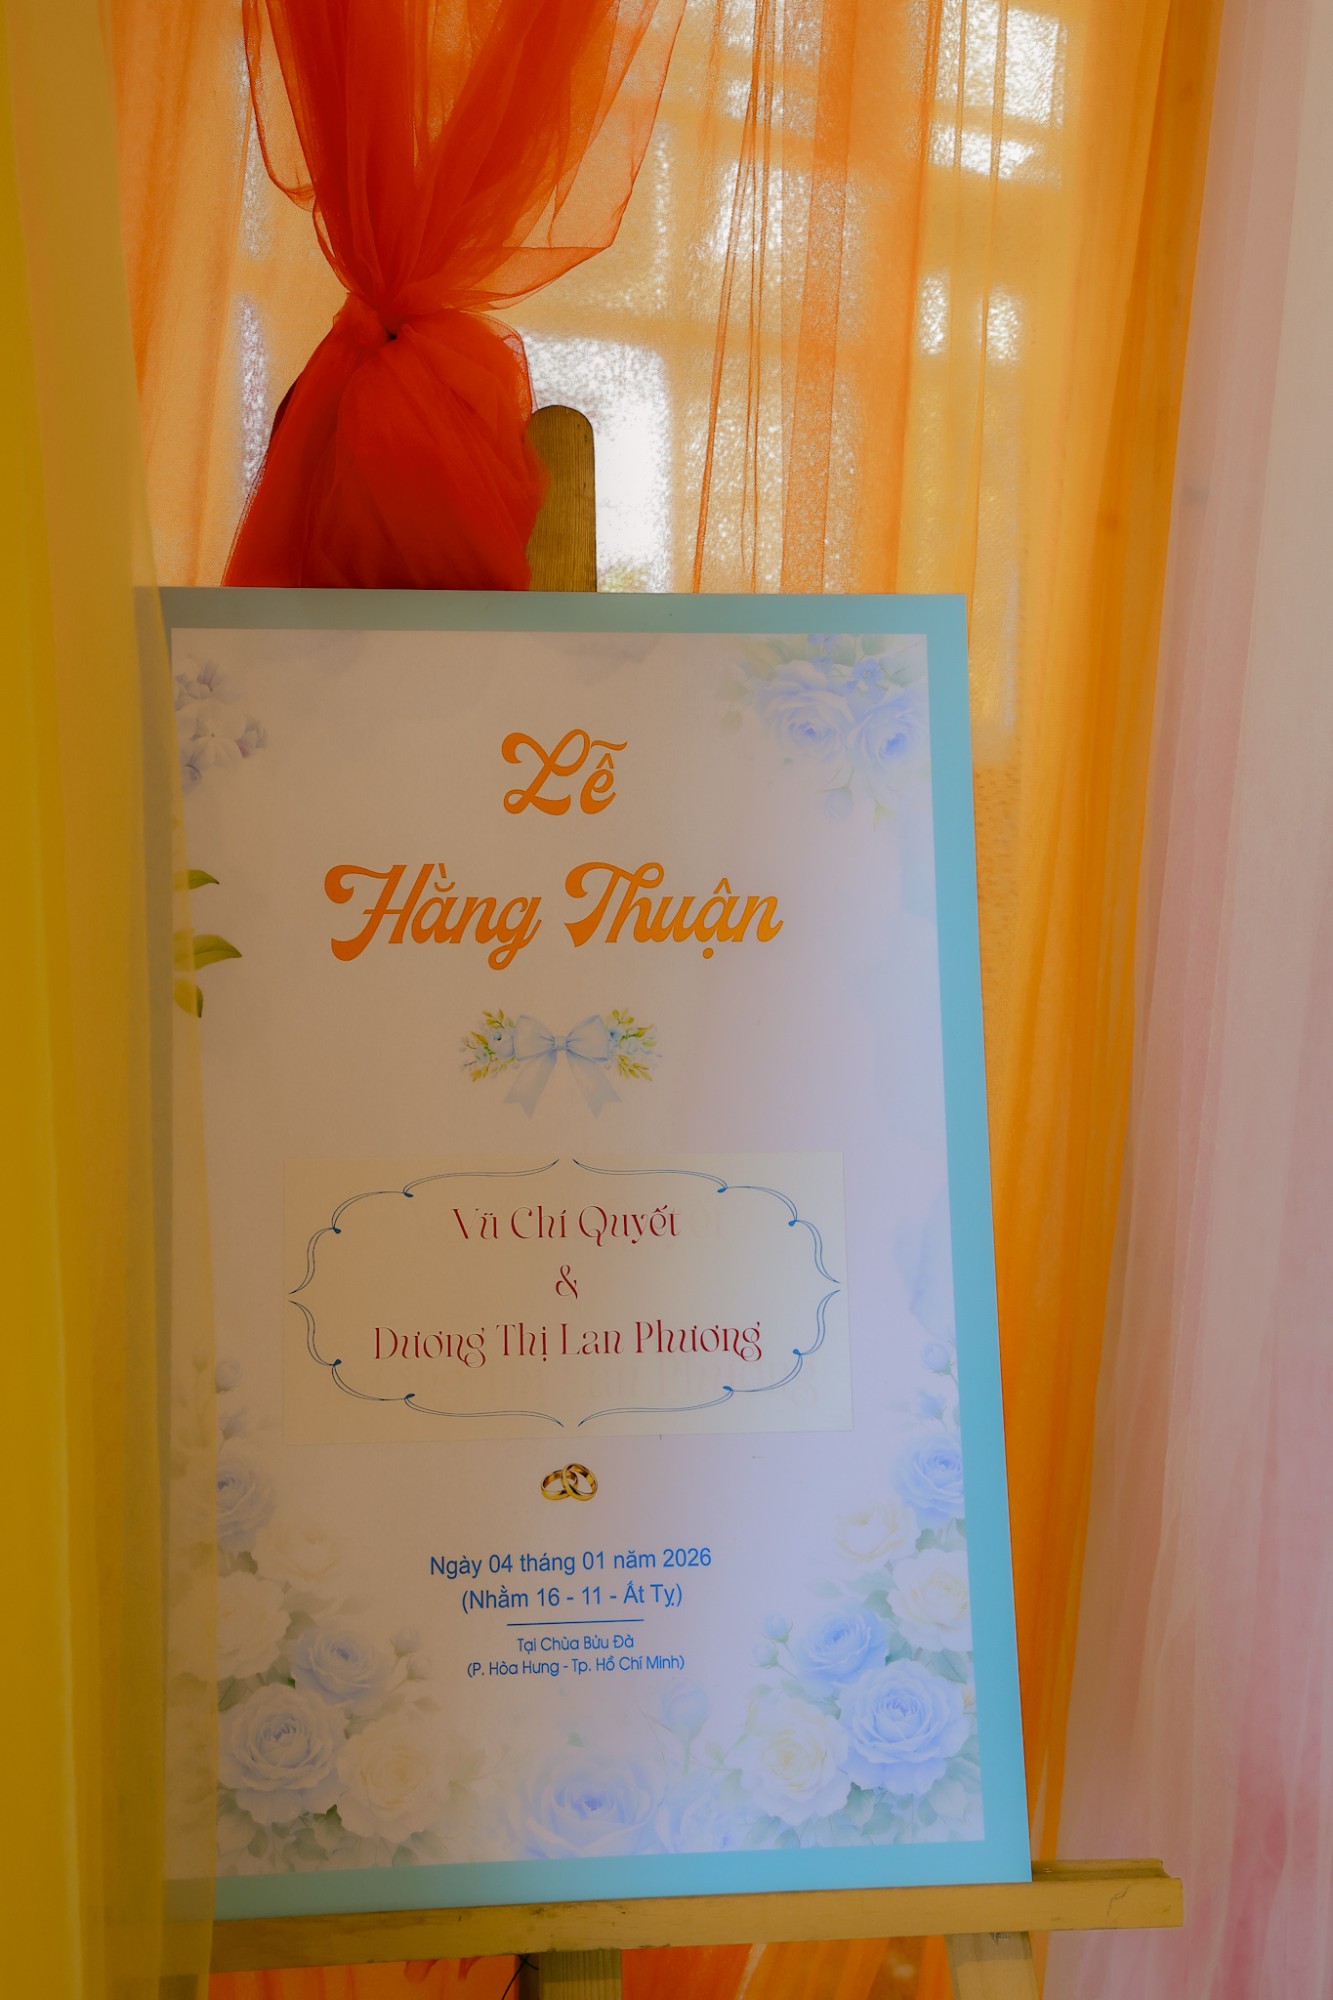 Lễ
Hằng Thuận
Vũ Chí Quyết
&
Dương Thị Lan Phương
Ngày 04 tháng 01 năm 2026
(Nhằm 16 - 11 - Ất Tỵ)
Tại Chùa Bửu Đà
(P. Hòa Hưng - Tp. Hồ Chí Minh)